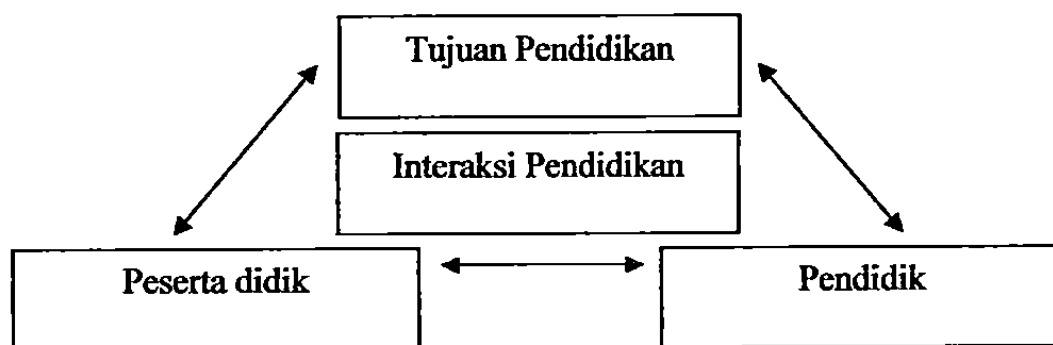 Tujuan Pendidikan
Interaksi Pendidikan
Peserta didik
Pendidik